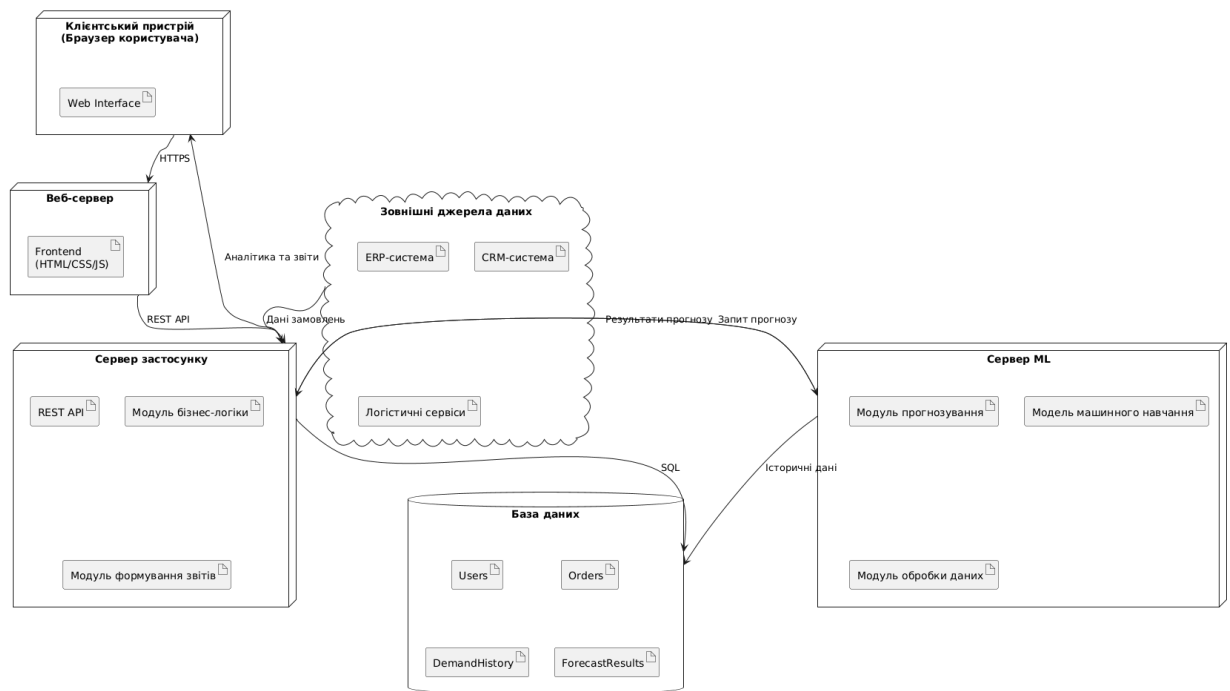 Клієнтський пристрій
(Браузер користувача)
Web Interface
HTTPS
Веб-сервер
Frontend
(HTML/CSS/JS)
REST API
Аналітика та звіти
Зовнішні джерела даних
ERP-система
CRM-система
Логістичні сервіси
Дані замовлень
Результати прогнозу
Запит прогнозу
Сервер застосунку
REST API
Модуль бізнес-логіки
Модуль формування звітів
Сервер ML
Модуль прогнозування
Модель машинного навчання
Модуль обробки даних
SQL
Історичні дані
База даних
Users
Orders
DemandHistory
ForecastResults